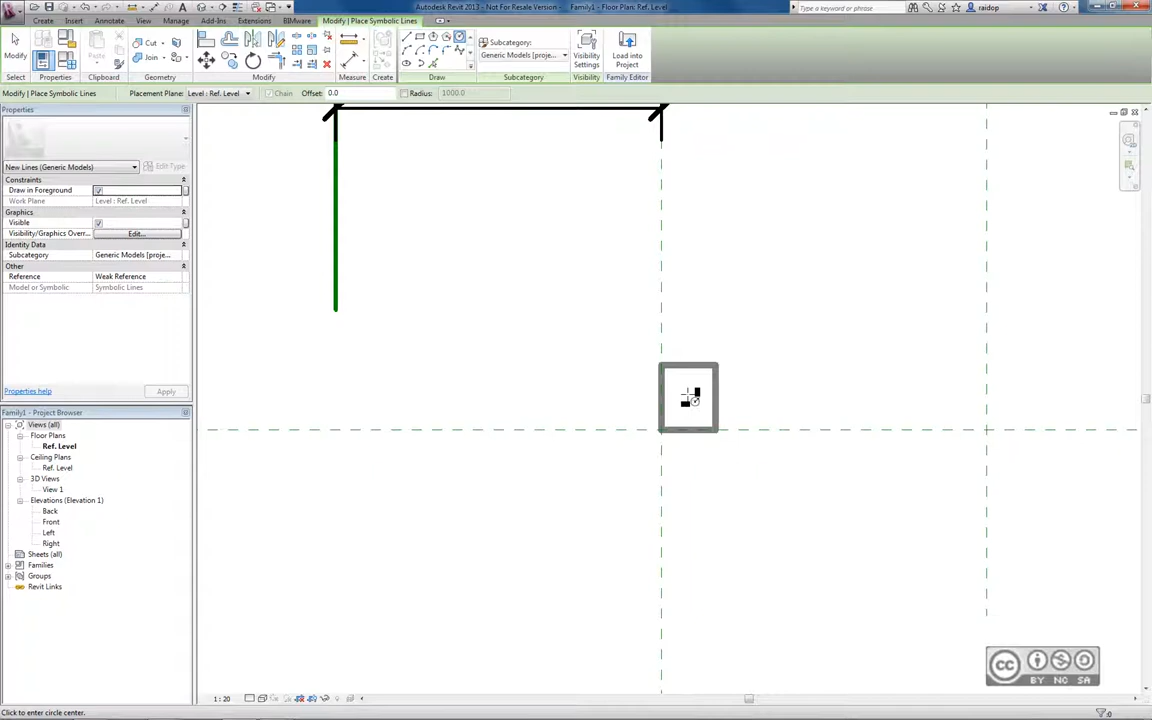 Autodesk Revit 2013 - Not For Resale Version - Family1 - Floor Plan: Ref. Level
Type a keyword or phrase
raidop
Create Insert Annotate View Manage Add-Ins Extensions BIMware Modify | Place Symbolic Lines
Modify
Paste
Cut
Join
Subcategory:
Generic Models [proje...
Visibility Settings
Load into Project
Select Properties Clipboard Geometry Modify Measure Create Draw Subcategory Visibility Family Editor
Modify | Place Symbolic Lines Placement Plane: Level : Ref. Level Chain Offset: 0.0 Radius: 1000.0
Properties
New Lines (Generic Models) Edit Type
Constraints
Draw in Foreground
Work Plane Level : Ref. Level
Graphics
Visible
Visibility/Graphics Overr... Edit...
Identity Data
Subcategory Generic Models [proje...
Other
Reference Weak Reference
Model or Symbolic Symbolic Lines
Properties help Apply
Family1 - Project Browser
Views (all)
Floor Plans
Ref. Level
Ceiling Plans
Ref. Level
3D Views
View 1
Elevations (Elevation 1)
Back
Front
Left
Right
Sheets (all)
Families
Groups
Revit Links
1 : 20
cc
BY NC SA
Click to enter circle center.
:0